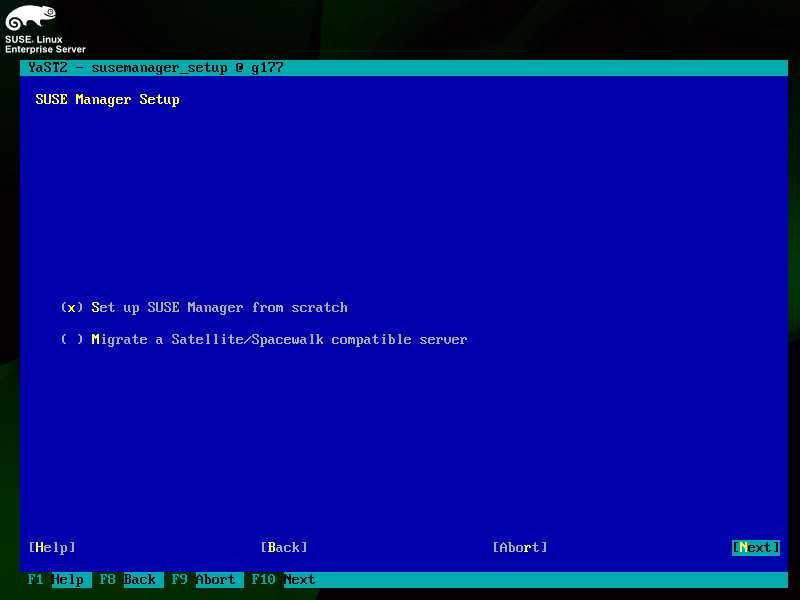 SUSE. Linux
Enterprise Server
YaST2 - susemanager_setup @ g177
SUSE Manager Setup
(x) Set up SUSE Manager from scratch
( ) Migrate a Satellite/Spacewalk compatible server
[Help] [Back] [Abort] [Next]
F1 Help F8 Back F9 Abort F10 Next